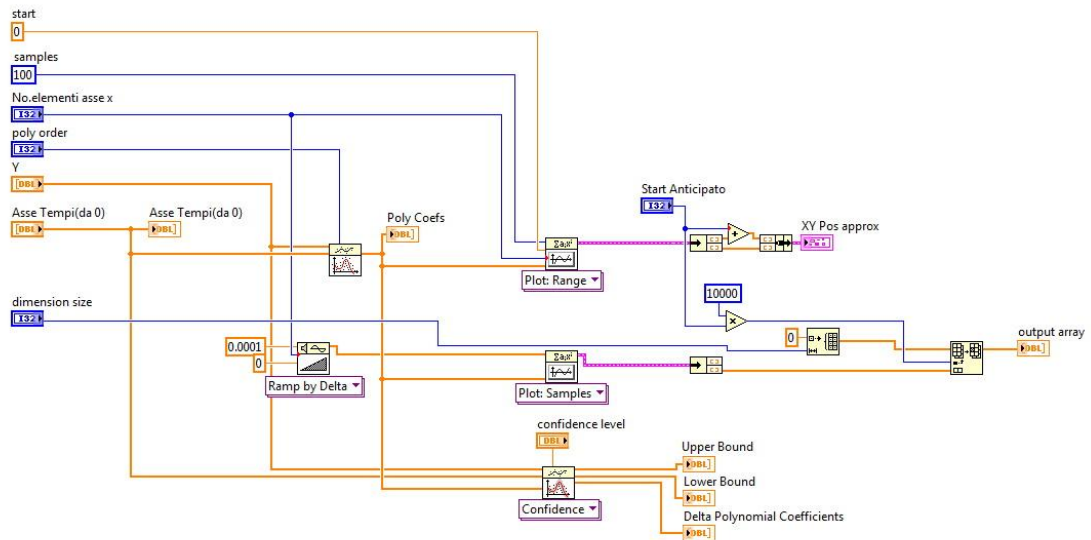 start
0
samples
100
No.elementi asse x
I32
poly order
I32
Y
[DBL]
Asse Tempi(da 0)
[DBL]
Asse Tempi(da 0)
[DBL]
Poly Coefs
[DBL]
Start Anticipato
I32
XY Pos approx
Plot: Range
10000
dimension size
I32
0.0001
0
Ramp by Delta
Plot: Samples
0
output array
[DBL]
confidence level
DBL
Confidence
Upper Bound
[DBL]
Lower Bound
[DBL]
Delta Polynomial Coefficients
[DBL]